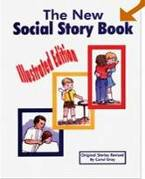 The New
Social Story Book
Illustrated Edition
Original Stories Revised
By Carol Gray